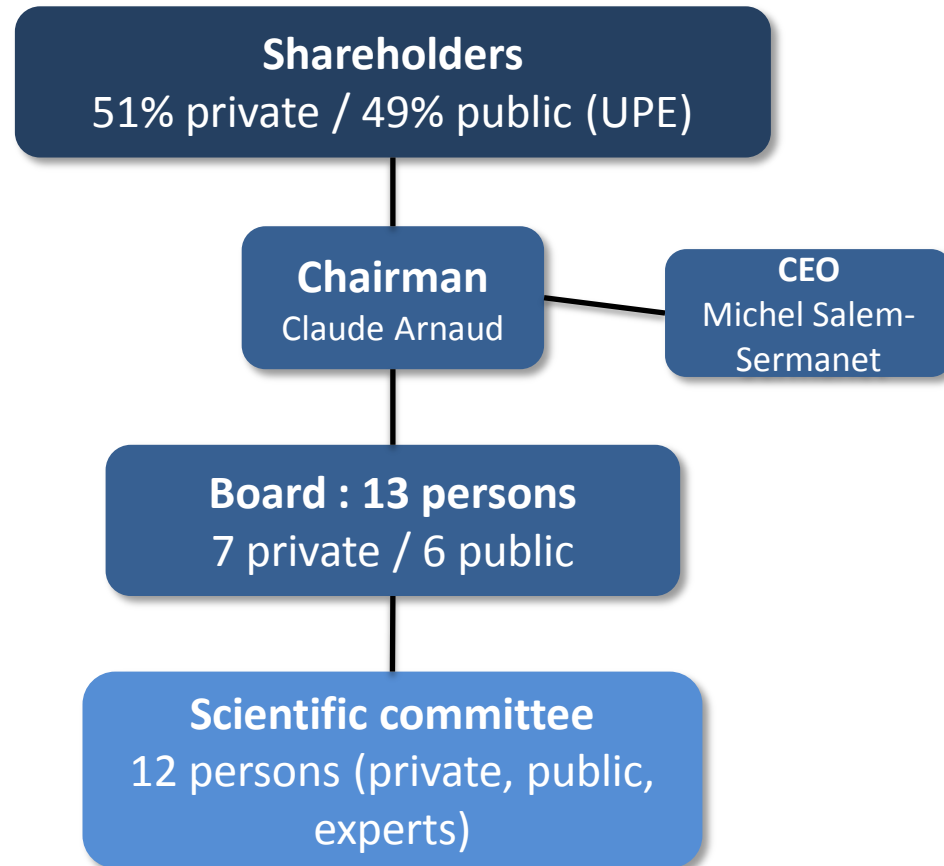 Shareholders
51% private / 49% public (UPE)
Chairman
Claude Arnaud
CEO
Michel Salem-
Sermanet
Board : 13 persons
7 private / 6 public
Scientific committee
12 persons (private, public,
experts)